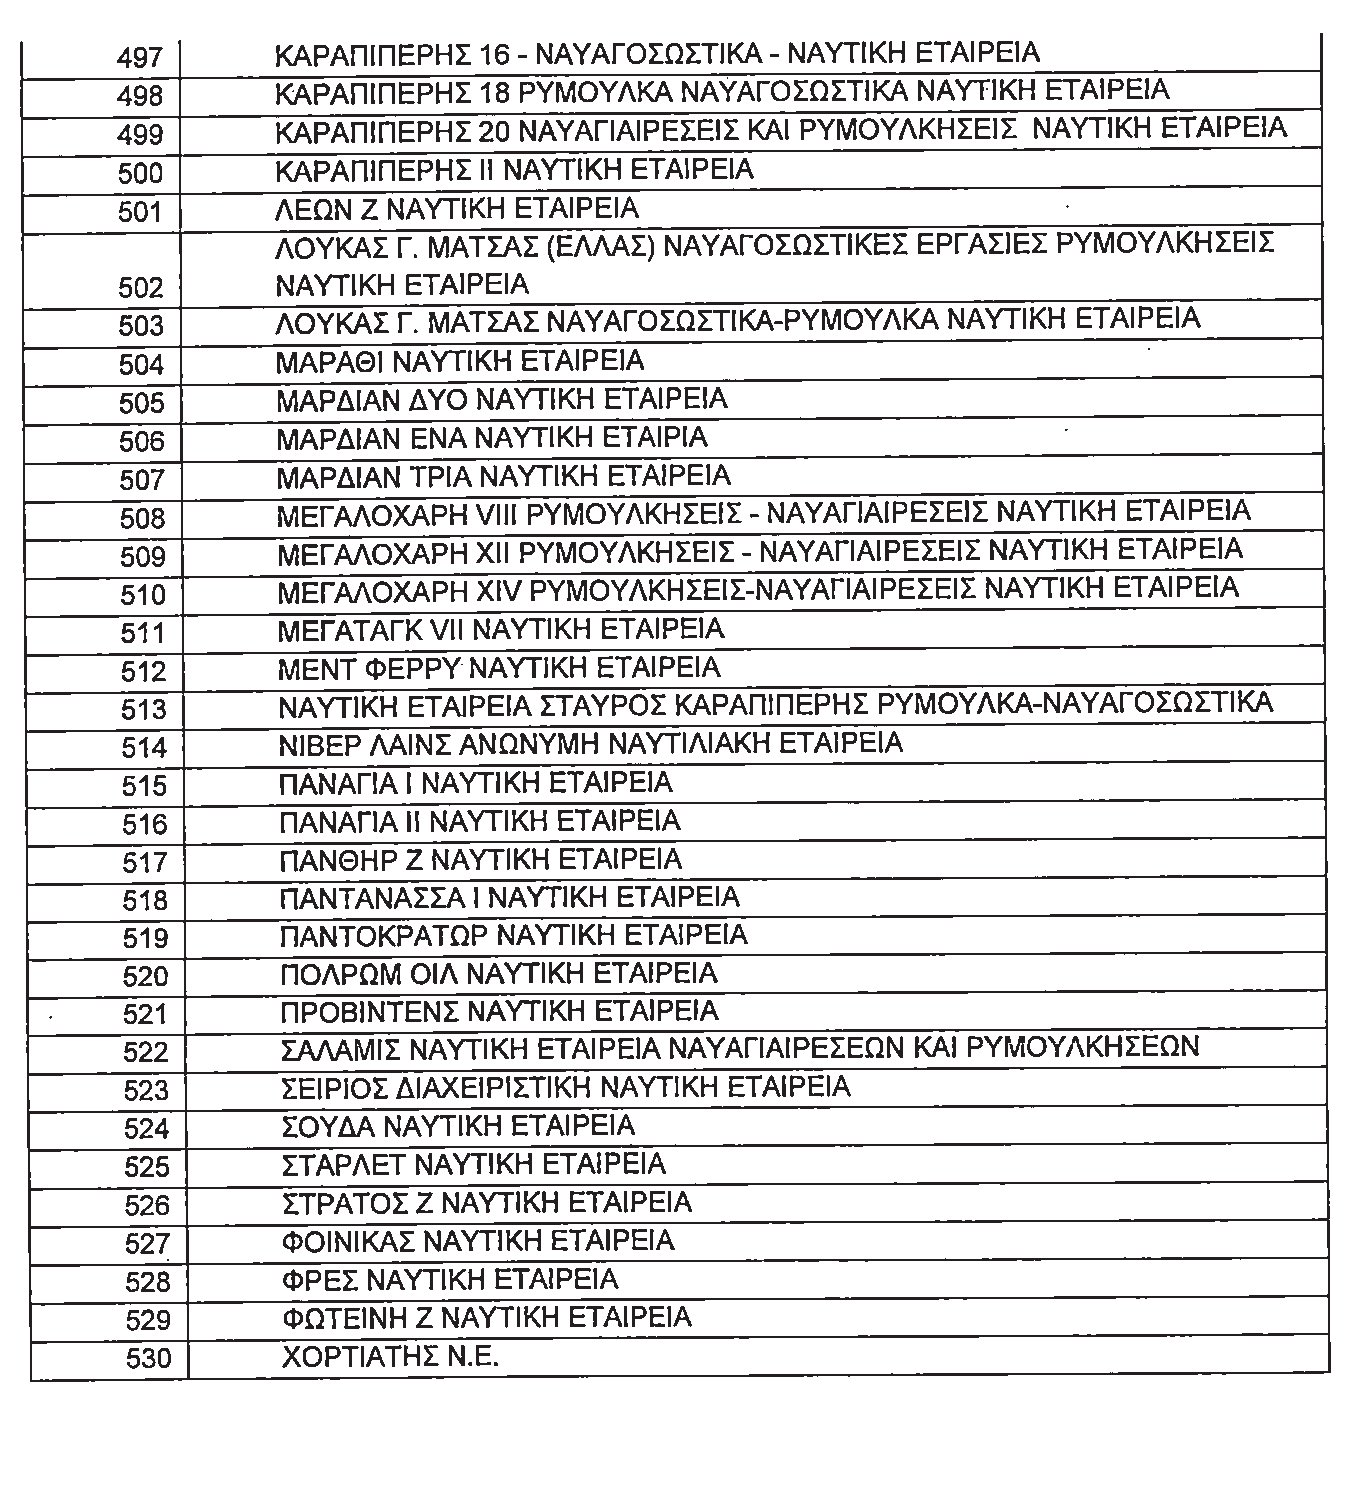 497 ΚΑΡΑΠΙΠΕΡΗΣ 16 - ΝΑΥΑΓΟΣΩΣΤΙΚΑ - ΝΑΥΤΙΚΗ ΕΤΑΙΡΕΙΑ
498 ΚΑΡΑΠΙΠΕΡΗΣ 18 ΡΥΜΟΥΛΚΑ ΝΑΥΑΓΟΣΩΣΤΙΚΑ ΝΑΥΤΙΚΗ ΕΤΑΙΡΕΙΑ
499 ΚΑΡΑΠΙΠΕΡΗΣ 20 ΝΑΥΑΓΙΑΙΡΕΣΕΙΣ ΚΑΙ ΡΥΜΟΥΛΚΗΣΕΙΣ ΝΑΥΤΙΚΗ ΕΤΑΙΡΕΙΑ
500 ΚΑΡΑΠΙΠΕΡΗΣ ΙΙ ΝΑΥΤΙΚΗ ΕΤΑΙΡΕΙΑ
501 ΛΕΩΝ Ζ ΝΑΥΤΙΚΗ ΕΤΑΙΡΕΙΑ
ΛΟΥΚΑΣ Γ. ΜΑΤΣΑΣ (ΕΛΛΑΣ) ΝΑΥΑΓΟΣΩΣΤΙΚΕΣ ΕΡΓΑΣΙΕΣ ΡΥΜΟΥΛΚΗΣΕΙΣ
502 ΝΑΥΤΙΚΗ ΕΤΑΙΡΕΙΑ
503 ΛΟΥΚΑΣ Γ. ΜΑΤΣΑΣ ΝΑΥΑΓΟΣΩΣΤΙΚΑ-ΡΥΜΟΥΛΚΑ ΝΑΥΤΙΚΗ ΕΤΑΙΡΕΙΑ
504 ΜΑΡΑΘΙ ΝΑΥΤΙΚΗ ΕΤΑΙΡΕΙΑ
505 ΜΑΡΔΙΑΝ ΔΥΟ ΝΑΥΤΙΚΗ ΕΤΑΙΡΕΙΑ
506 ΜΑΡΔΙΑΝ ΕΝΑ ΝΑΥΤΙΚΗ ΕΤΑΙΡΙΑ
507 ΜΑΡΔΙΑΝ ΤΡΙΑ ΝΑΥΤΙΚΗ ΕΤΑΙΡΕΙΑ
508 ΜΕΓΑΛΟΧΑΡΗ VIII ΡΥΜΟΥΛΚΗΣΕΙΣ - ΝΑΥΑΓΙΑΙΡΕΣΕΙΣ ΝΑΥΤΙΚΗ ΕΤΑΙΡΕΙΑ
509 ΜΕΓΑΛΟΧΑΡΗ XII ΡΥΜΟΥΛΚΗΣΕΙΣ - ΝΑΥΑΓΙΑΙΡΕΣΕΙΣ ΝΑΥΤΙΚΗ ΕΤΑΙΡΕΙΑ
510 ΜΕΓΑΛΟΧΑΡΗ XIV ΡΥΜΟΥΛΚΗΣΕΙΣ-ΝΑΥΑΓΙΑΙΡΕΣΕΙΣ ΝΑΥΤΙΚΗ ΕΤΑΙΡΕΙΑ
511 ΜΕΓΑΤΑΓΚ VII ΝΑΥΤΙΚΗ ΕΤΑΙΡΕΙΑ
512 ΜΕΝΤ ΦΕΡΡΥ ΝΑΥΤΙΚΗ ΕΤΑΙΡΕΙΑ
513 ΝΑΥΤΙΚΗ ΕΤΑΙΡΕΙΑ ΣΤΑΥΡΟΣ ΚΑΡΑΠΙΠΕΡΗΣ ΡΥΜΟΥΛΚΑ-ΝΑΥΑΓΟΣΩΣΤΙΚΑ
514 ΝΙΒΕΡ ΛΑΙΝΣ ΑΝΩΝΥΜΗ ΝΑΥΤΙΛΙΑΚΗ ΕΤΑΙΡΕΙΑ
515 ΠΑΝΑΓΙΑ Ι ΝΑΥΤΙΚΗ ΕΤΑΙΡΕΙΑ
516 ΠΑΝΑΓΙΑ ΙΙ ΝΑΥΤΙΚΗ ΕΤΑΙΡΕΙΑ
517 ΠΑΝΘΗΡ Ζ ΝΑΥΤΙΚΗ ΕΤΑΙΡΕΙΑ
518 ΠΑΝΤΑΝΑΣΣΑ Ι ΝΑΥΤΙΚΗ ΕΤΑΙΡΕΙΑ
519 ΠΑΝΤΟΚΡΑΤΩΡ ΝΑΥΤΙΚΗ ΕΤΑΙΡΕΙΑ
520 ΠΟΛΡΩΜ ΟΙΛ ΝΑΥΤΙΚΗ ΕΤΑΙΡΕΙΑ
521 ΠΡΟΒΙΝΤΕΝΣ ΝΑΥΤΙΚΗ ΕΤΑΙΡΕΙΑ
522 ΣΑΛΑΜΙΣ ΝΑΥΤΙΚΗ ΕΤΑΙΡΕΙΑ ΝΑΥΑΓΙΑΙΡΕΣΕΩΝ ΚΑΙ ΡΥΜΟΥΛΚΗΣΕΩΝ
523 ΣΕΙΡΙΟΣ ΔΙΑΧΕΙΡΙΣΤΙΚΗ ΝΑΥΤΙΚΗ ΕΤΑΙΡΕΙΑ
524 ΣΟΥΔΑ ΝΑΥΤΙΚΗ ΕΤΑΙΡΕΙΑ
525 ΣΤΑΡΛΕΤ ΝΑΥΤΙΚΗ ΕΤΑΙΡΕΙΑ
526 ΣΤΡΑΤΟΣ Ζ ΝΑΥΤΙΚΗ ΕΤΑΙΡΕΙΑ
527 ΦΟΙΝΙΚΑΣ ΝΑΥΤΙΚΗ ΕΤΑΙΡΕΙΑ
528 ΦΡΕΣ ΝΑΥΤΙΚΗ ΕΤΑΙΡΕΙΑ
529 ΦΩΤΕΙΝΗ Ζ ΝΑΥΤΙΚΗ ΕΤΑΙΡΕΙΑ
530 ΧΟΡΤΙΑΤΗΣ Ν.Ε.